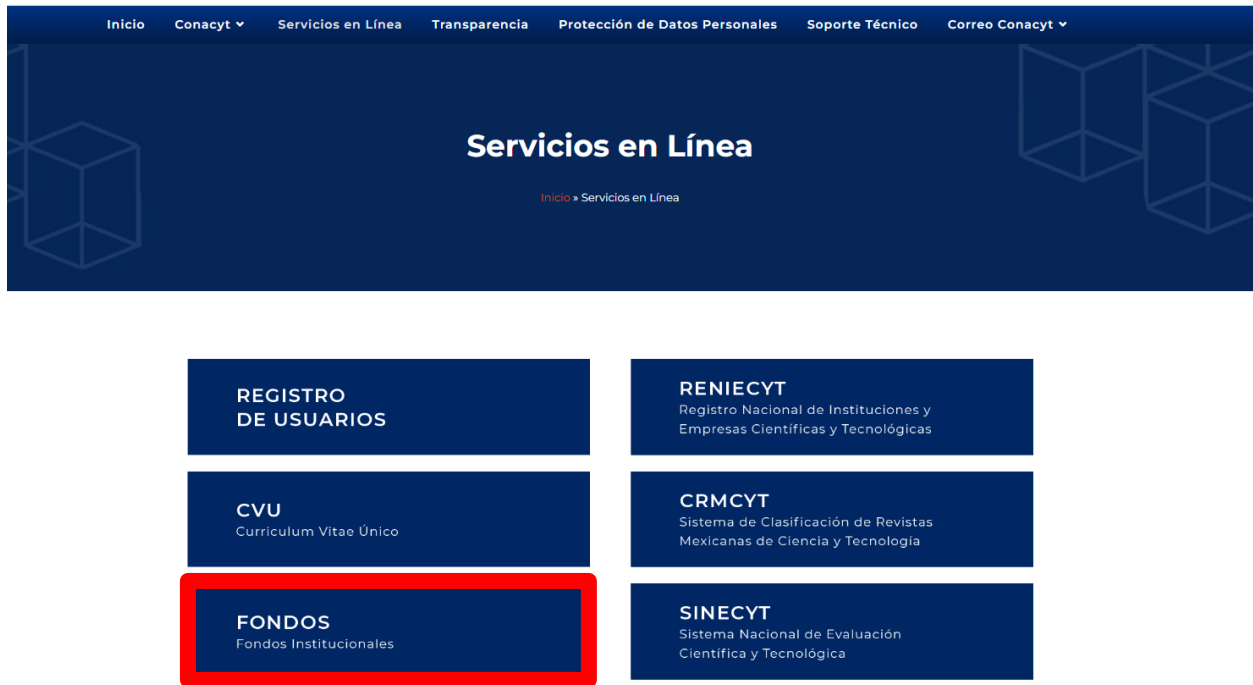 Inicio Conacyt Servicios en Línea Transparencia Protección de Datos Personales Soporte Técnico Correo Conacyt
Servicios en Línea
Inicio » Servicios en Línea
REGISTRO
DE USUARIOS
RENIECYT
Registro Nacional de Instituciones y
Empresas Científicas y Tecnológicas
CVU
Curriculum Vitae Único
CRMCYT
Sistema de Clasificación de Revistas
Mexicanas de Ciencia y Tecnología
FONDOS
Fondos Institucionales
SINECYT
Sistema Nacional de Evaluación
Científica y Tecnológica